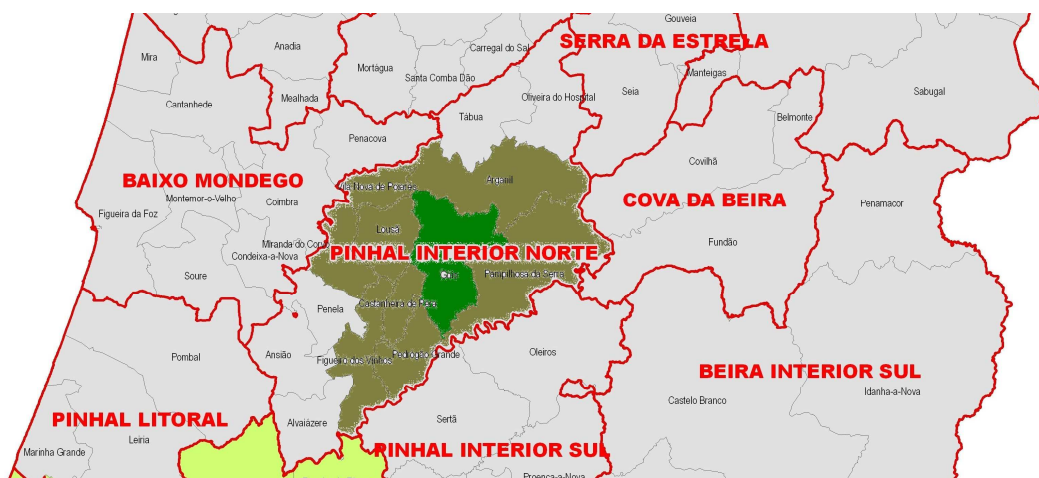 Gouveia
Carregal do Sal
SERRA DA ESTRELA
Anadia
Mira
Mortágua
Manteigas
Santa Comba Dão
Seia
Sabugal
Mealhada
Oliveira do Hospital
Cantanhede
Tábua
Belmonte
Penacova
Covilhã
BAIXO MONDEGO
Arganil
Vila Nova de Poiares
Montemor-o-Velho
Coimbra
COVA DA BEIRA
Penamacor
Figueira da Foz
Lousã
Miranda do Corvo
Fundão
PINHAL INTERIOR NORTE
Condeixa-a-Nova
Soure
Pampilhosa da Serra
Castanheira de Pera
Penela
Pombal
Ansião
Pedrogão Grande
Oleiros
Figueiró dos Vinhos
BEIRA INTERIOR SUL
Idanha-a-Nova
Castelo Branco
PINHAL LITORAL
Alvaiázere
Sertã
Leiria
PINHAL INTERIOR SUL
Marinha Grande
Proença-a-Nova